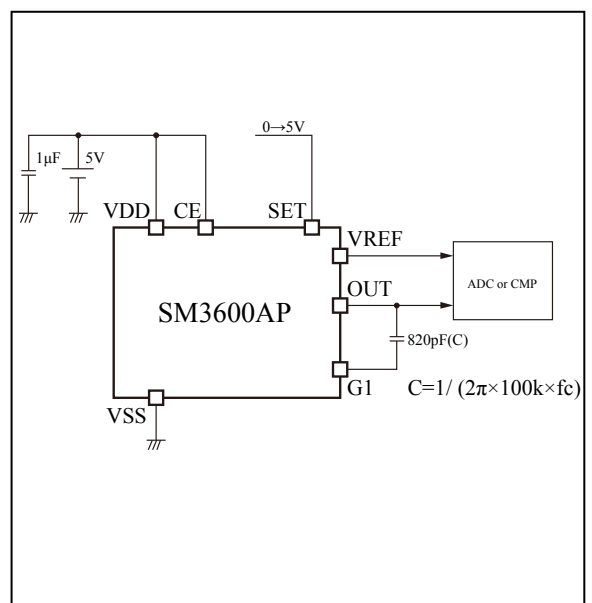 0→5V
1μF 5V
VDD CE SET
VREF
ADC or CMP
OUT
SM3600AP
820pF(C)
G1 C=1/ (2π×100k×fc)
VSS